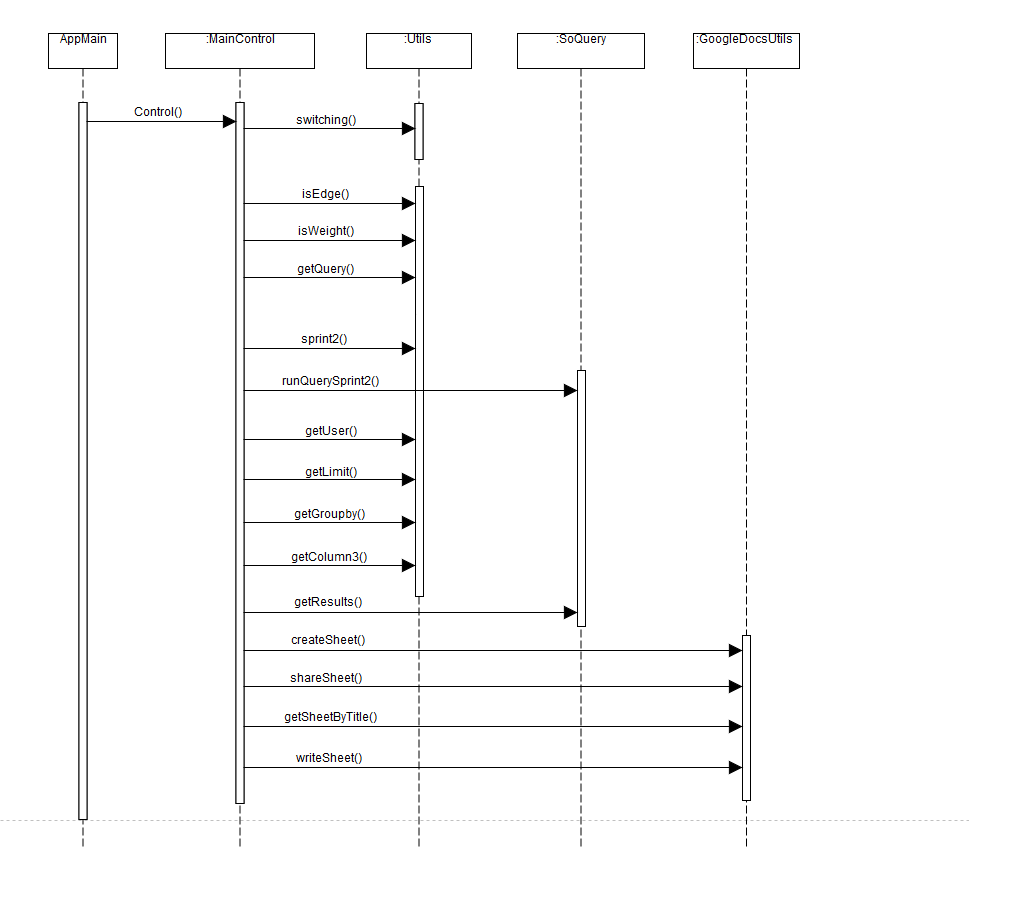 AppMain
:MainControl
:Utils
:SoQuery
:GoogleDocsUtils
Control()
switching()
isEdge()
isWeight()
getQuery()
sprint2()
runQuerySprint2()
getUser()
getLimit()
getGroupby()
getColumn3()
getResults()
createSheet()
shareSheet()
getSheetByTitle()
writeSheet()